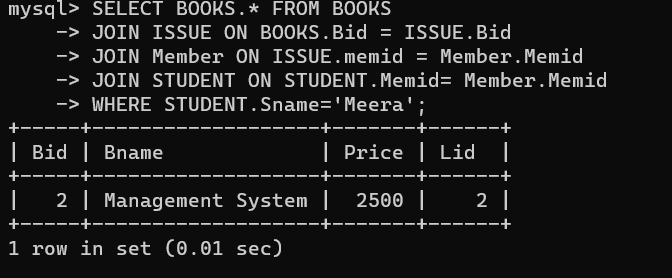 mysql> SELECT BOOKS.* FROM BOOKS
    -> JOIN ISSUE ON BOOKS.Bid = ISSUE.Bid
    -> JOIN Member ON ISSUE.memid = Member.Memid
    -> JOIN STUDENT ON STUDENT.Memid= Member.Memid
    -> WHERE STUDENT.Sname='Meera';
+-----+-------------------+-------+------+
| Bid | Bname             | Price | Lid  |
+-----+-------------------+-------+------+
|   2 | Management System |  2500 |    2 |
+-----+-------------------+-------+------+
1 row in set (0.01 sec)